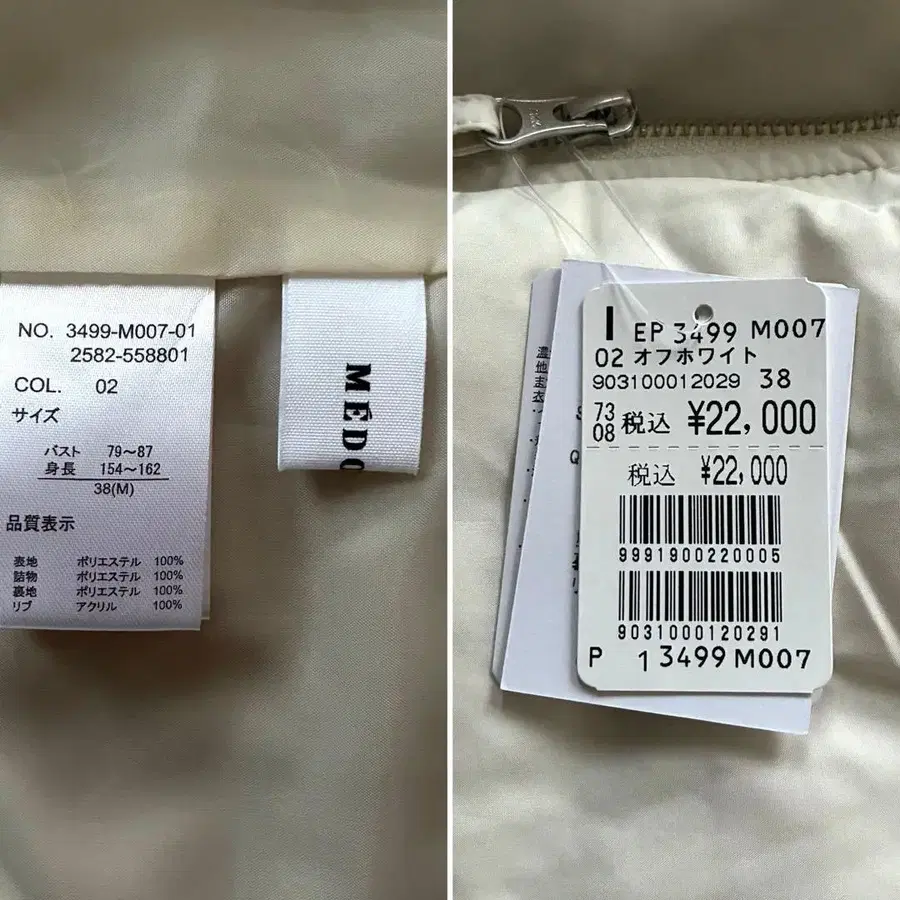 NO. 3499-M007-01
2582-558801
COL. 02
サイズ
バスト 79〜87
身長 154〜162
38(M)
品質表示
表地 ポリエステル 100%
詰物 ポリエステル 100%
裏地 ポリエステル 100%
リブ アクリル 100%
I EP 3499 M007
02 オフホワイト
903100012029 38
7308 税込 ¥22,000
税込 ¥22,000
9991900220005
9031000120291
P 1 3499 M007